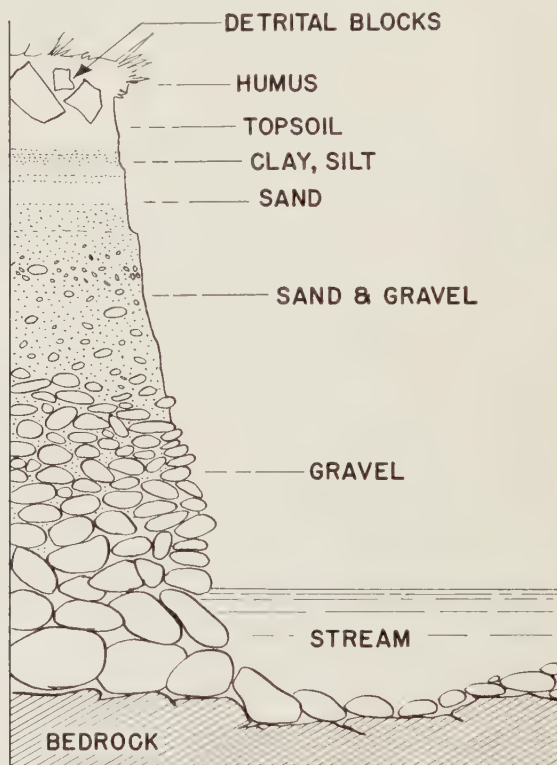 DETRITAL BLOCKS
HUMUS
TOPSOIL
CLAY, SILT
SAND
SAND & GRAVEL
GRAVEL
STREAM
BEDROCK